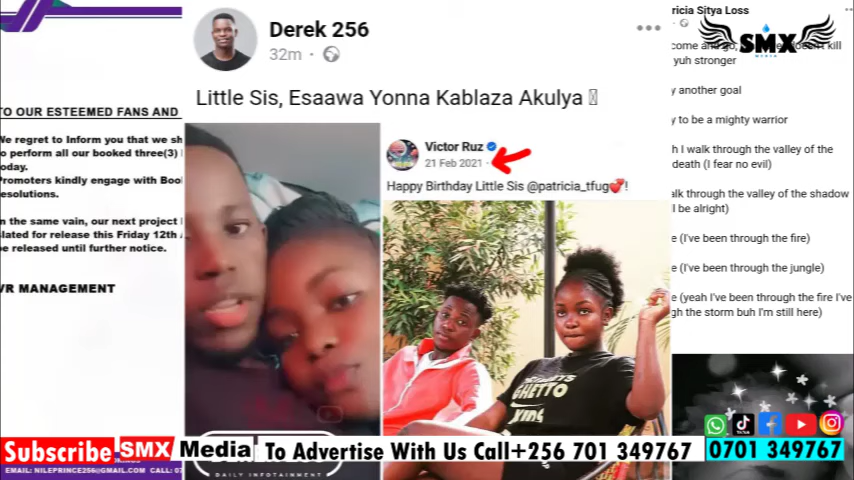 TO OUR ESTEEMED FANS AND
We regret to Inform you that we sh
to perform all our booked three(3)
oday.
Promoters kindly engage with Boo
esolutions.
n the same vain, our next project
lated for release this Friday 12th A
be released until further notice.
VR MANAGEMENT
Derek 256
32m
Little Sis, Esaawa Yonna Kablaza Akulya
Victor Ruz
21 Feb 2021
Happy Birthday Little Sis @patricia_tfug💕!
GHETTO
DAILY INFOTAINMENT
tricia Sitya Loss
SMX
MEDIA
come and go,
doesn't kill
yuh stronger
y another goal
y to be a mighty warrior
h I walk through the valley of the
death (I fear no evil)
alk through the valley of the shadow
ll be alright)
e (I've been through the fire)
e (I've been through the jungle)
e (yeah I've been through the fire I've
gh the storm buh I'm still here)
Subscribe SMX Media To Advertise With Us Call+256 701 349767 0701 349767
EMAIL: NILEPRINCE256@GMAIL.COM CALL: 07